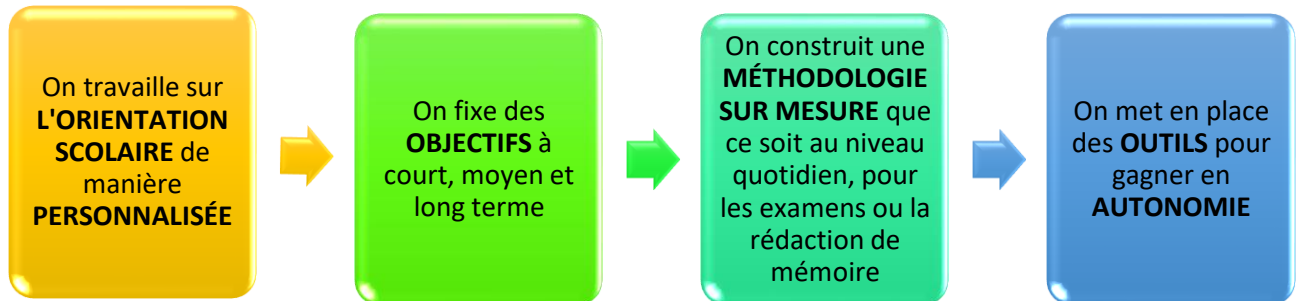 On travaille sur
L'ORIENTATION
SCOLAIRE de
manière
PERSONNALISÉE
On fixe des
OBJECTIFS à
court, moyen et
long terme
On construit une
MÉTHODOLOGIE
SUR MESURE que
ce soit au niveau
quotidien, pour
les examens ou la
rédaction de
mémoire
On met en place
des OUTILS pour
gagner en
AUTONOMIE